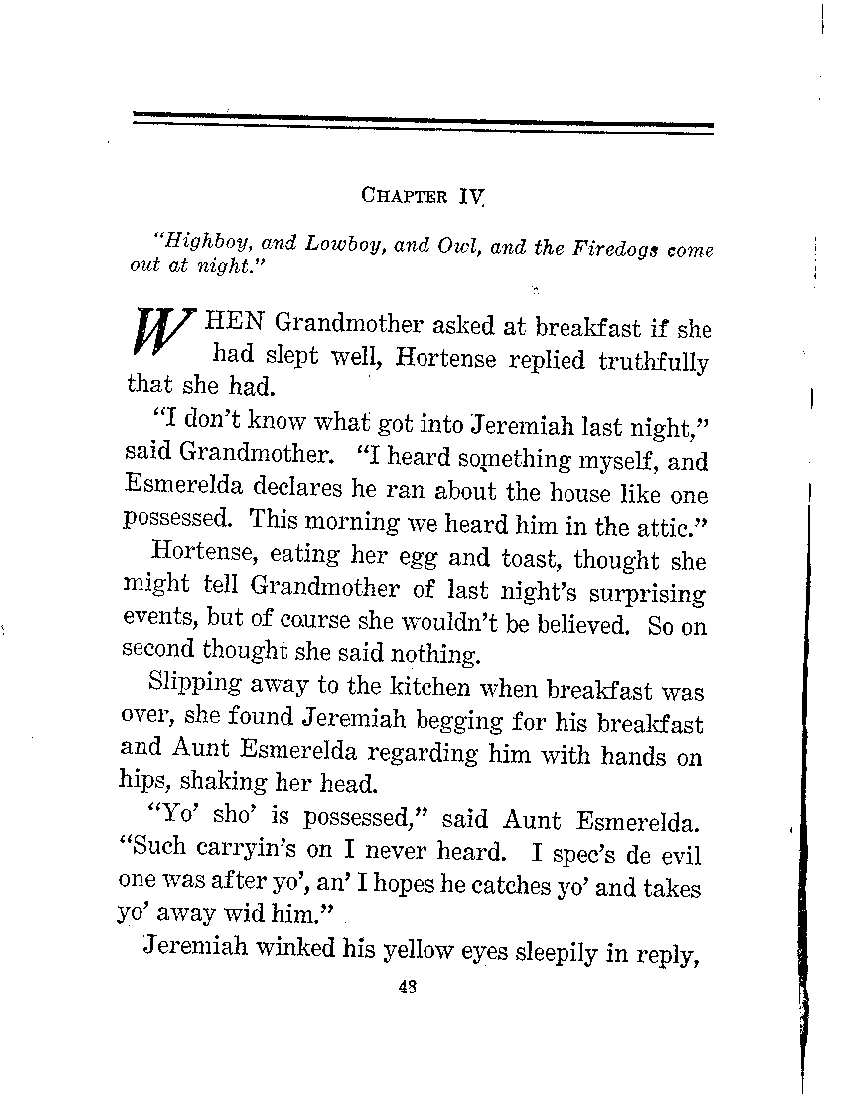 CHAPTER IV.
"Highboy, and Lowboy, and Owl, and the Firedogs come
out at night."
WHEN Grandmother asked at breakfast if she
had slept well, Hortense replied truthfully
that she had.
"I don't know what got into Jeremiah last night,"
said Grandmother. "I heard something myself, and
Esmerelda declares he ran about the house like one
possessed. This morning we heard him in the attic."
Hortense, eating her egg and toast, thought she
might tell Grandmother of last night's surprising
events, but of course she wouldn't be believed. So on
second thought she said nothing.
Slipping away to the kitchen when breakfast was
over, she found Jeremiah begging for his breakfast
and Aunt Esmerelda regarding him with hands on
hips, shaking her head.
"Yo' sho' is possessed," said Aunt Esmerelda.
"Such carryin's on I never heard. I spec's de evil
one was after yo', an' I hopes he catches yo' and takes
yo' away wid him."
Jeremiah winked his yellow eyes sleepily in reply,
48